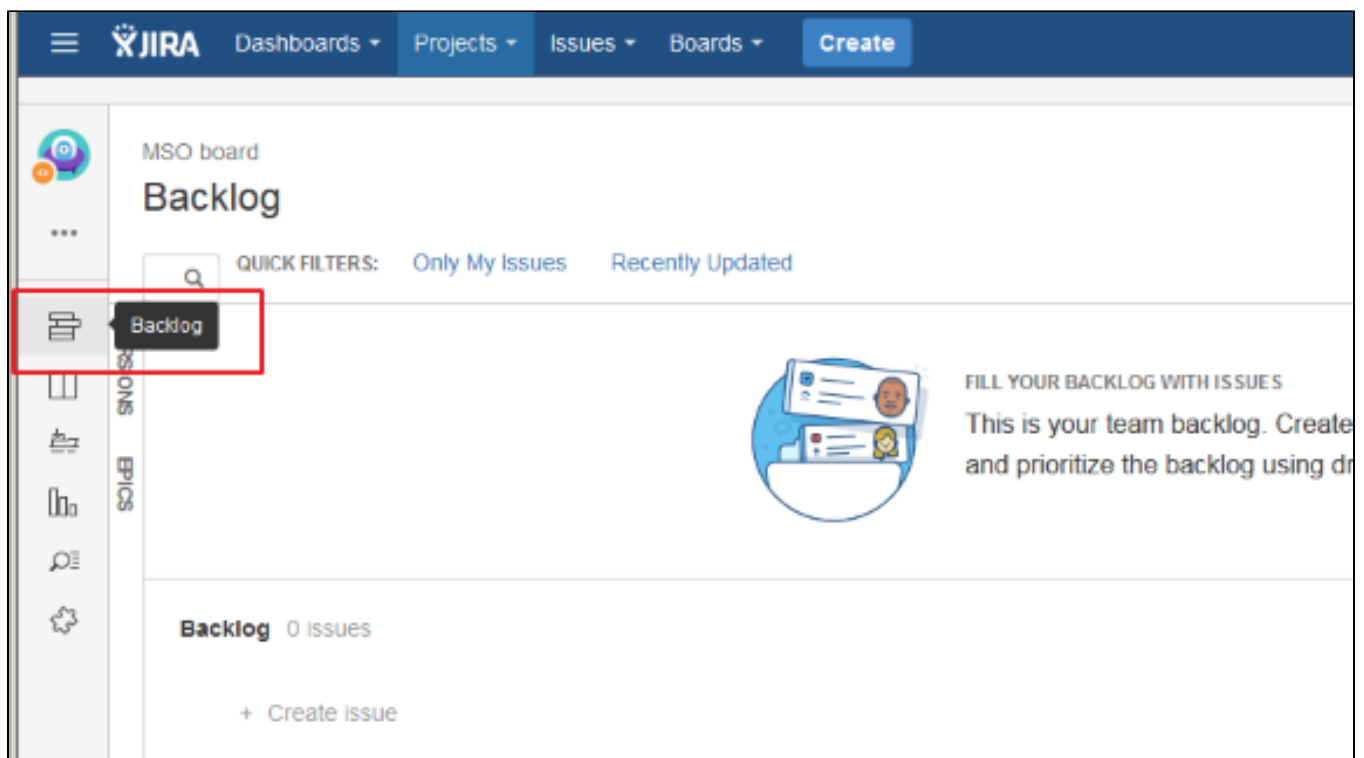 JIRA Dashboards Projects Issues Boards Create
MSO board
Backlog
QUICK FILTERS: Only My Issues Recently Updated
Backlog
RSIONS
EPICS
FILL YOUR BACKLOG WITH ISSUES
This is your team backlog. Create
and prioritize the backlog using dr
Backlog 0 issues
+ Create issue